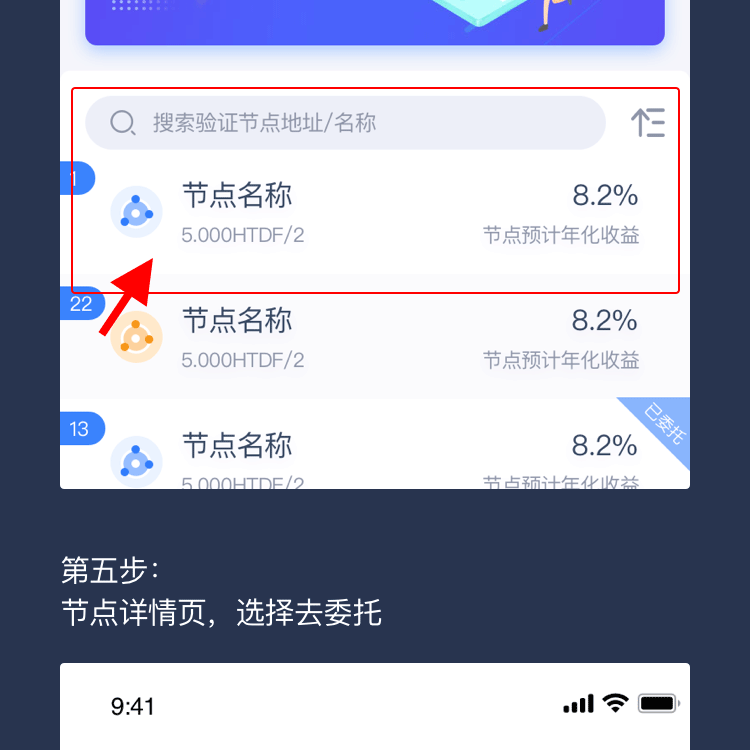 搜索验证节点地址/名称
1
节点名称
8.2%
5.000HTDF/2
节点预计年化收益
22
节点名称
8.2%
5.000HTDF/2
节点预计年化收益
已委托
13
节点名称
8.2%
5.000HTDF/2
节点预计年化收益
第五步：
节点详情页，选择去委托
9:41